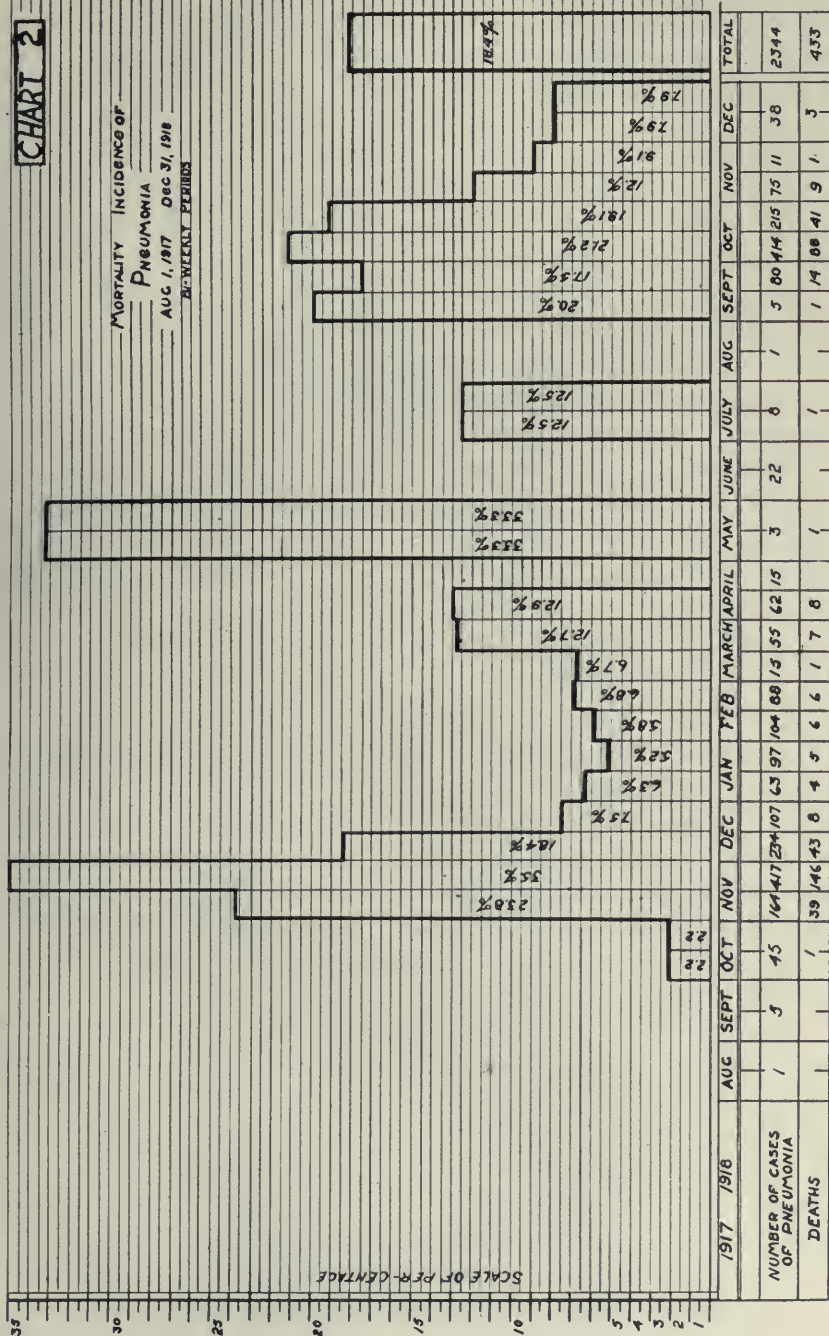 CHART 2
MORTALITY INCIDENCE OF
PNEUMONIA
AUG 1, 1917 DEC 31, 1918
BI-WEEKLY PERIODS
SCALE OF PER-CENTAGE
35
30
25
20
15
10
5
4
3
2
1
2.2 2.2 23.8% 35% 18.4% 7.5% 6.3% 5.2% 5.8% 6.8% 6.7% 12.7% 12.9% 33.3% 33.3% 12.5% 12.5% 20.% 17.5% 21.2% 19.1% 12.% 9.1% 7.9% 7.9% 18.4%
1917 1918 AUG SEPT OCT NOV DEC JAN FEB MARCH APRIL MAY JUNE JULY AUG SEPT OCT NOV DEC TOTAL
NUMBER OF CASES
OF PNEUMONIA 1 5 45 164 417 234 107 63 97 104 88 15 55 62 15 3 22 8 1 5 80 414 215 75 11 38 2344
DEATHS — — 1 39 146 43 8 4 5 6 6 1 7 8 1 1 — 1 14 88 41 9 1 3 433